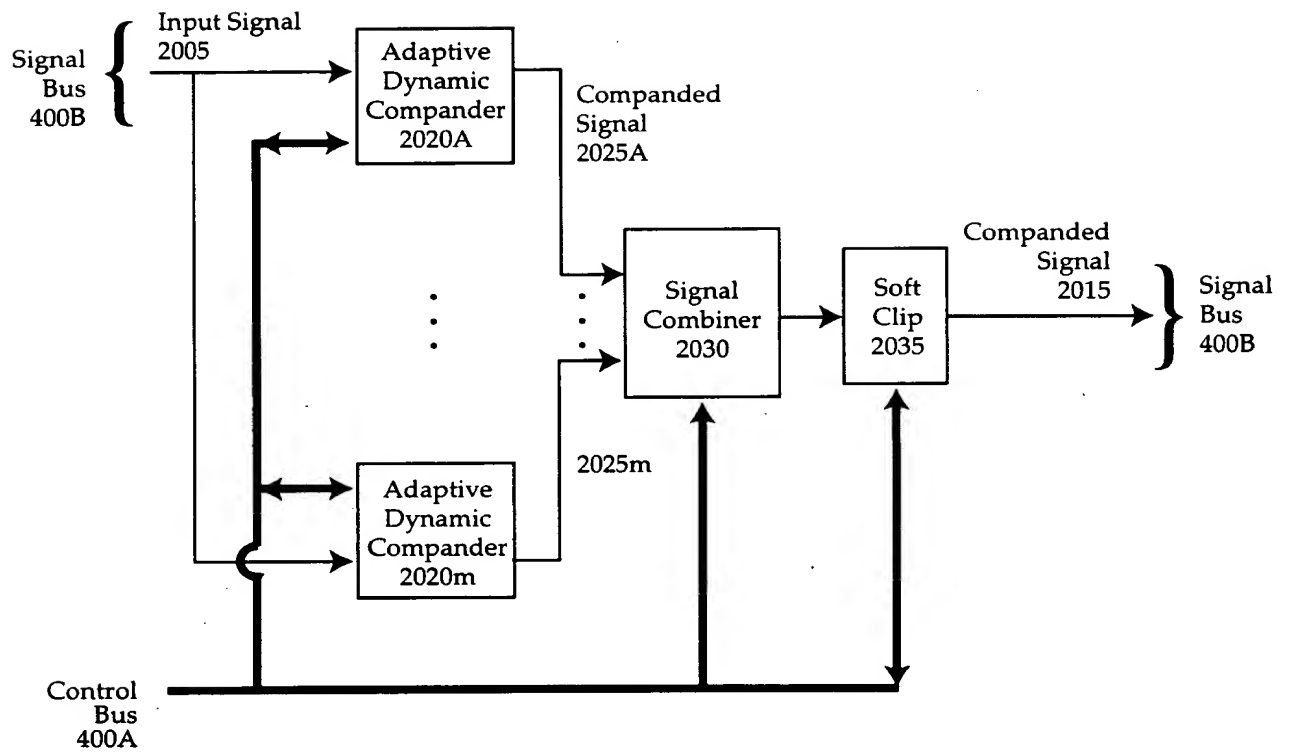 Input Signal
2005
Signal
Bus
400B
Adaptive
Dynamic
Compander
2020A
Companded
Signal
2025A
Signal
Combiner
2030
Soft
Clip
2035
Companded
Signal
2015
Signal
Bus
400B
2025m
Adaptive
Dynamic
Compander
2020m
Control
Bus
400A